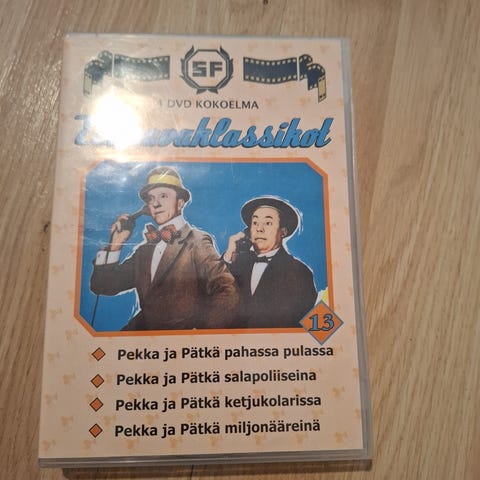 SF
DVD KOKOELMA
13
Pekka ja Pätkä pahassa pulassa
Pekka ja Pätkä salapoliiseina
Pekka ja Pätkä ketjukolarissa
Pekka ja Pätkä miljonääreinä